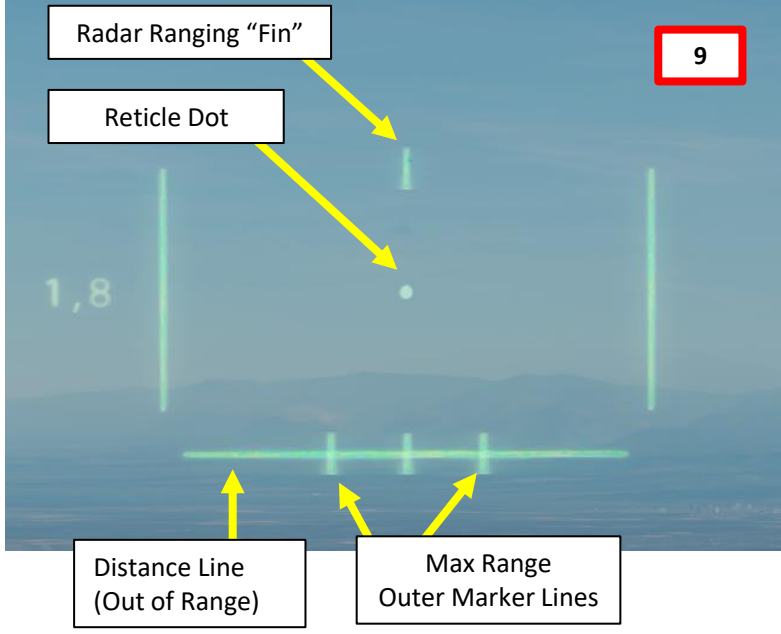 Radar Ranging “Fin”
9
Reticle Dot
1,8
Distance Line
(Out of Range)
Max Range
Outer Marker Lines